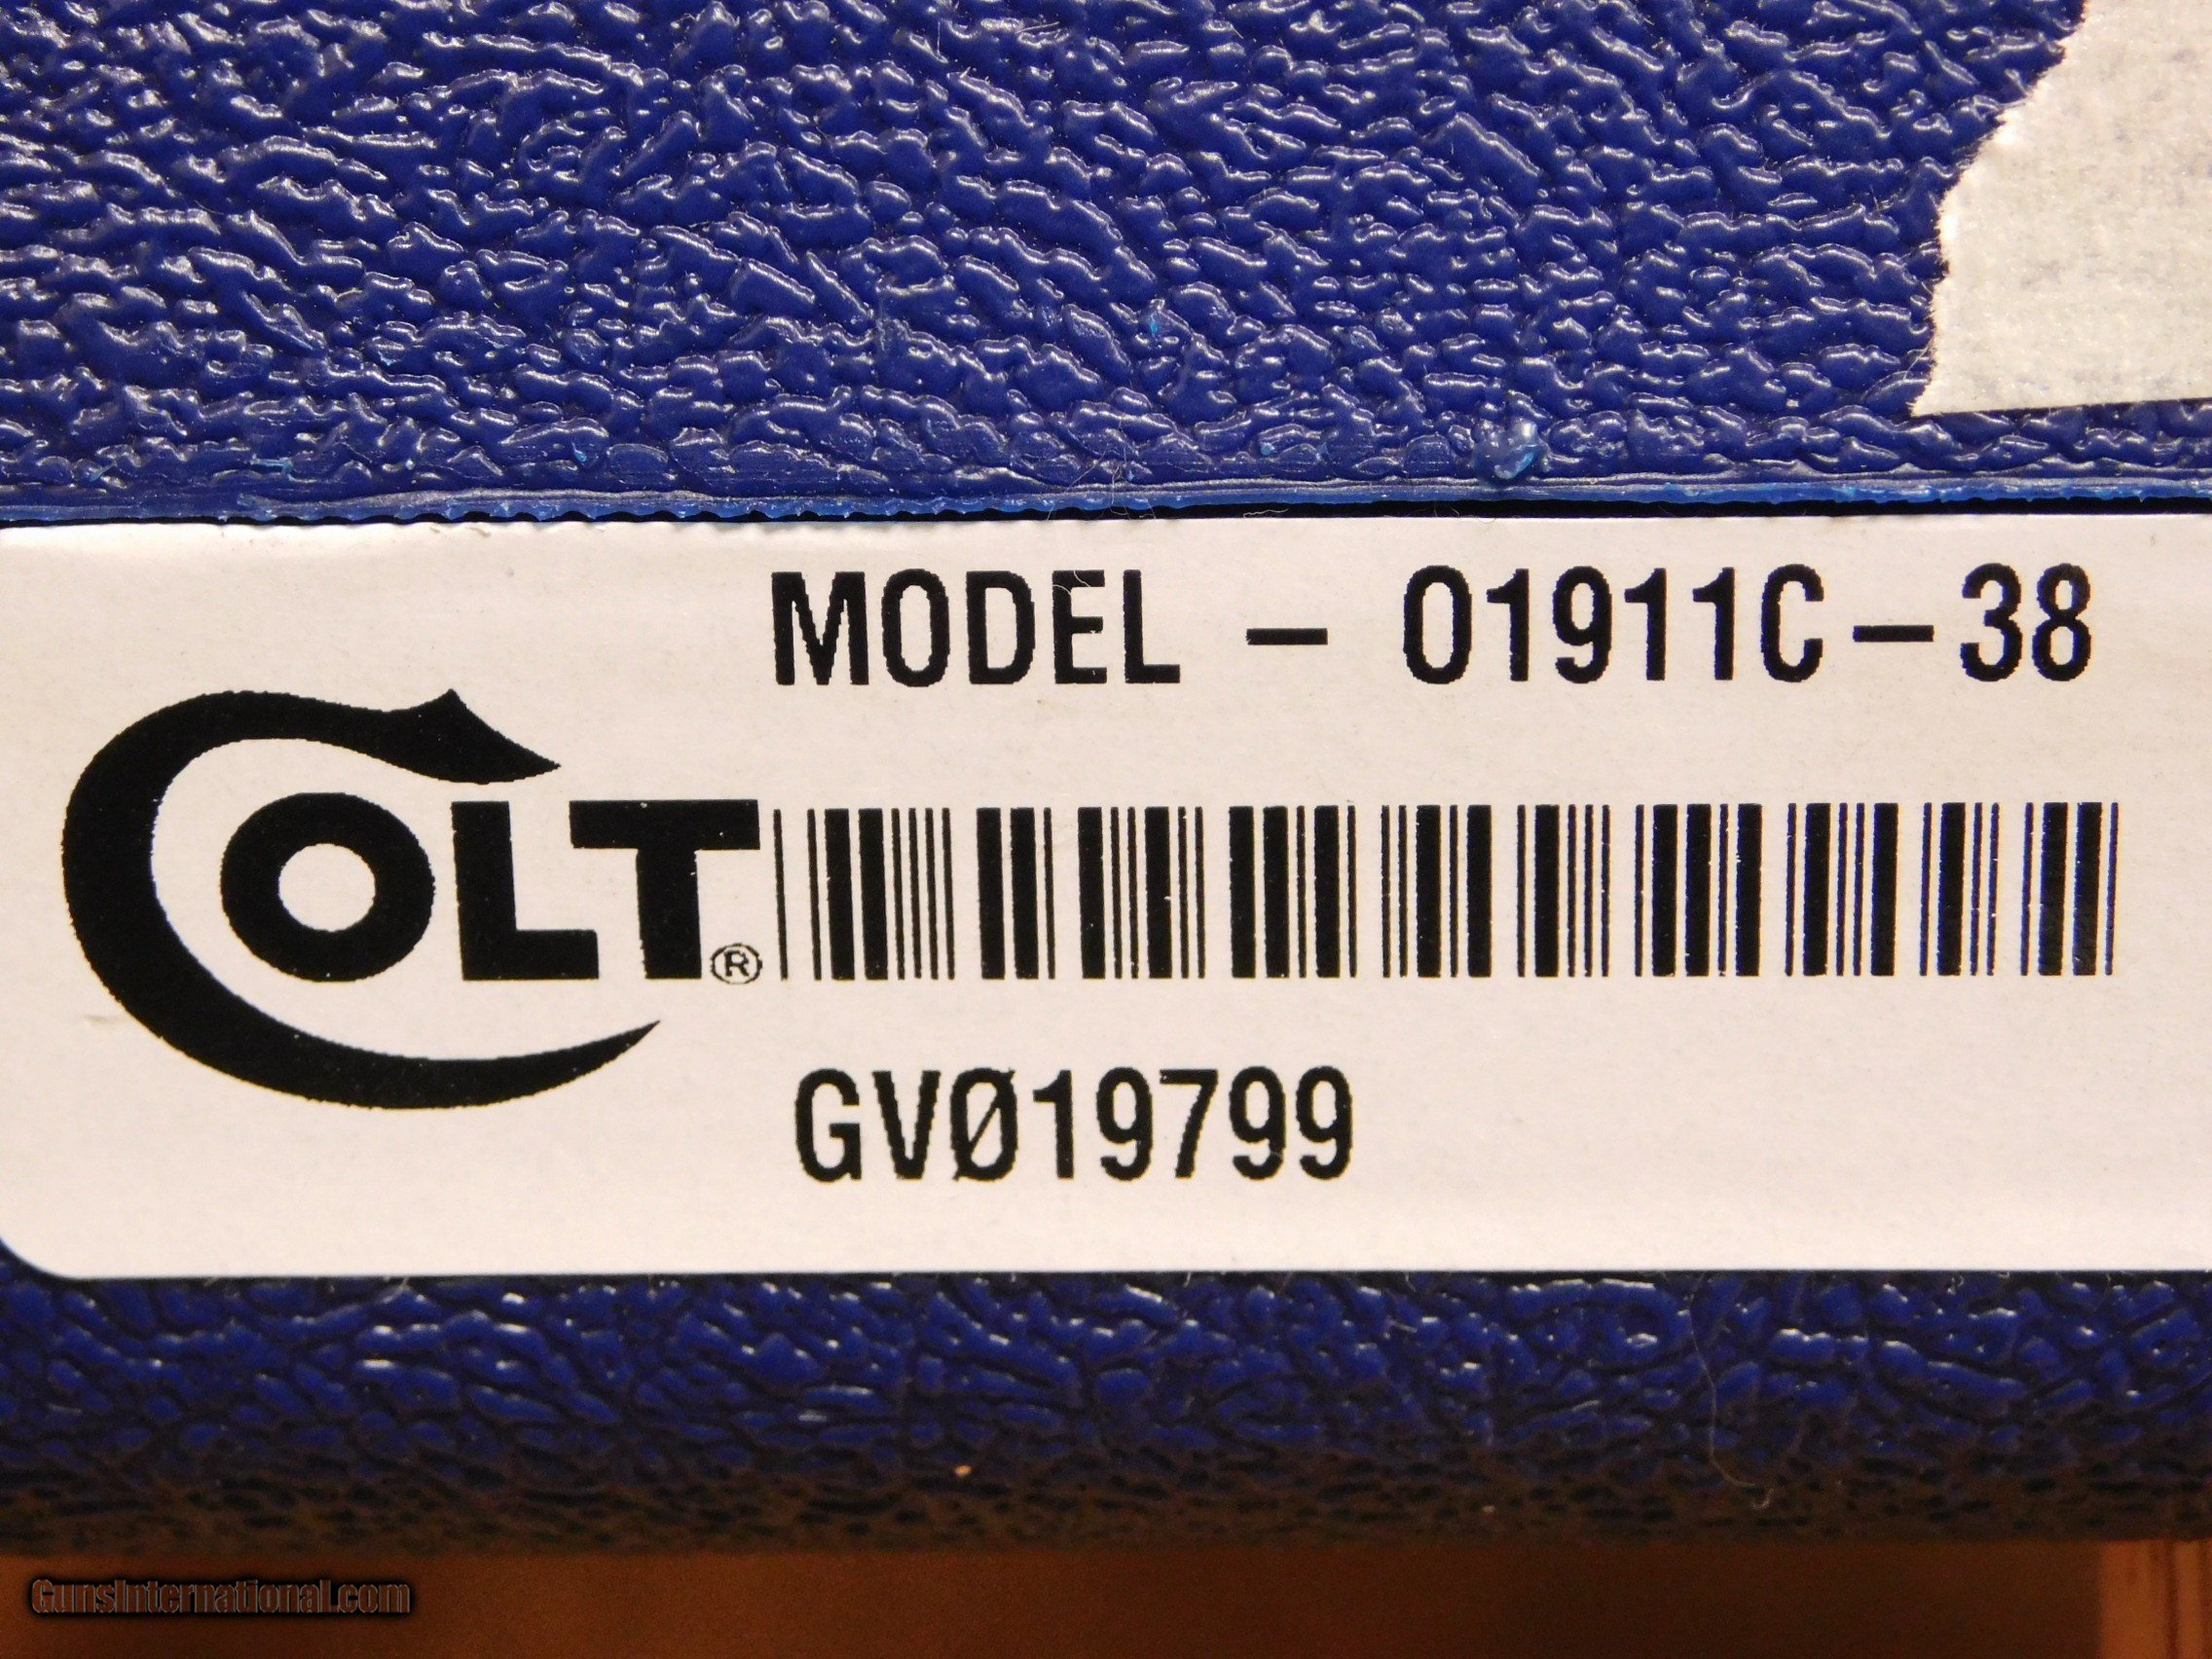 MODEL - O1911C-38
COLT®
GVØ19799
GunsInternational.com